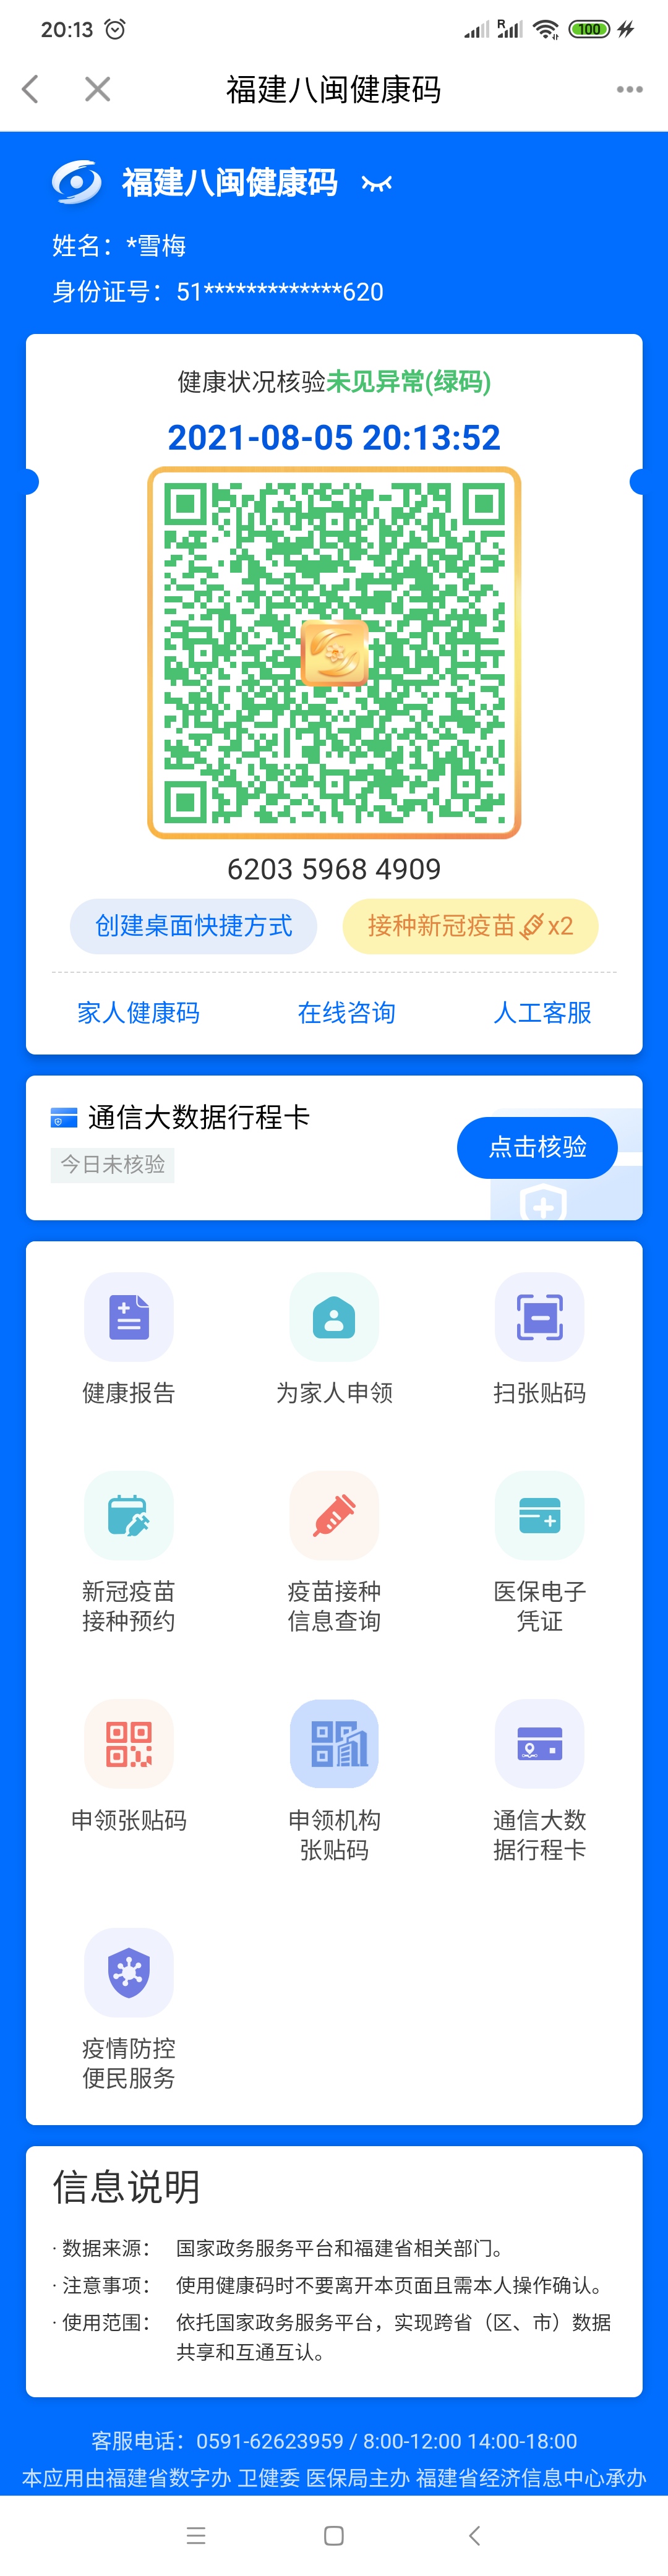 20:13
R
100
福建八闽健康码
福建八闽健康码
姓名：*雪梅
身份证号：51*************620
健康状况核验未见异常(绿码)
2021-08-05 20:13:52
6203 5968 4909
创建桌面快捷方式 接种新冠疫苗 x2
家人健康码 在线咨询 人工客服
通信大数据行程卡
今日未核验
点击核验
健康报告 为家人申领 扫张贴码
新冠疫苗 疫苗接种 医保电子
接种预约 信息查询 凭证
申领张贴码 申领机构 通信大数
张贴码 据行程卡
疫情防控
便民服务
信息说明
· 数据来源： 国家政务服务平台和福建省相关部门。
· 注意事项： 使用健康码时不要离开本页面且需本人操作确认。
· 使用范围： 依托国家政务服务平台，实现跨省（区、市）数据
共享和互通互认。
客服电话：0591-62623959 / 8:00-12:00 14:00-18:00
本应用由福建省数字办 卫健委 医保局主办 福建省经济信息中心承办